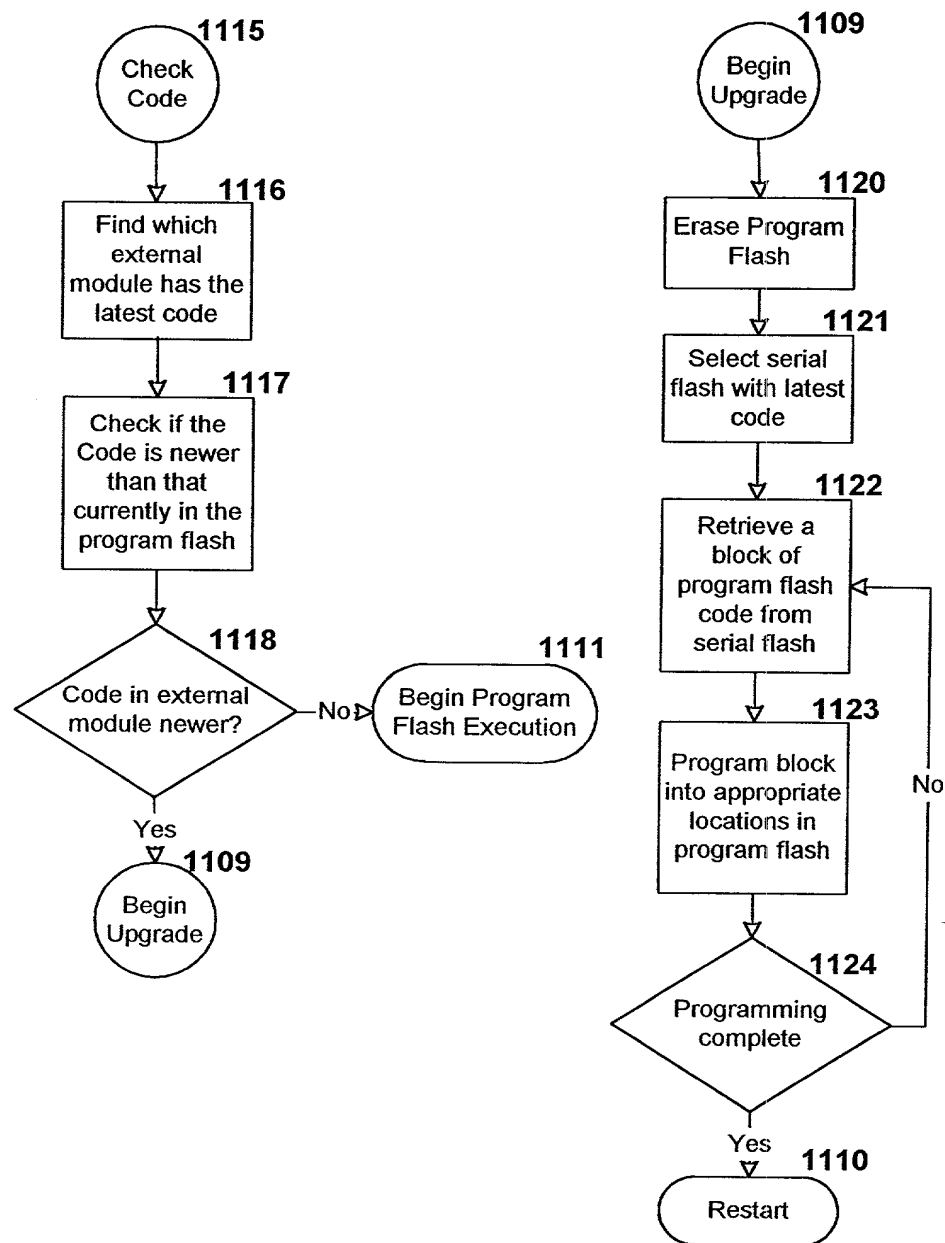 1115
Check
Code
1116
Find which
external
module has the
latest code
1117
Check if the
Code is newer
than that
currently in the
program flash
1118
Code in external
module newer?
No
1111
Begin Program
Flash Execution
Yes
1109
Begin
Upgrade
1109
Begin
Upgrade
1120
Erase Program
Flash
1121
Select serial
flash with latest
code
1122
Retrieve a
block of
program flash
code from
serial flash
1123
Program block
into appropriate
locations in
program flash
No
1124
Programming
complete
Yes
1110
Restart